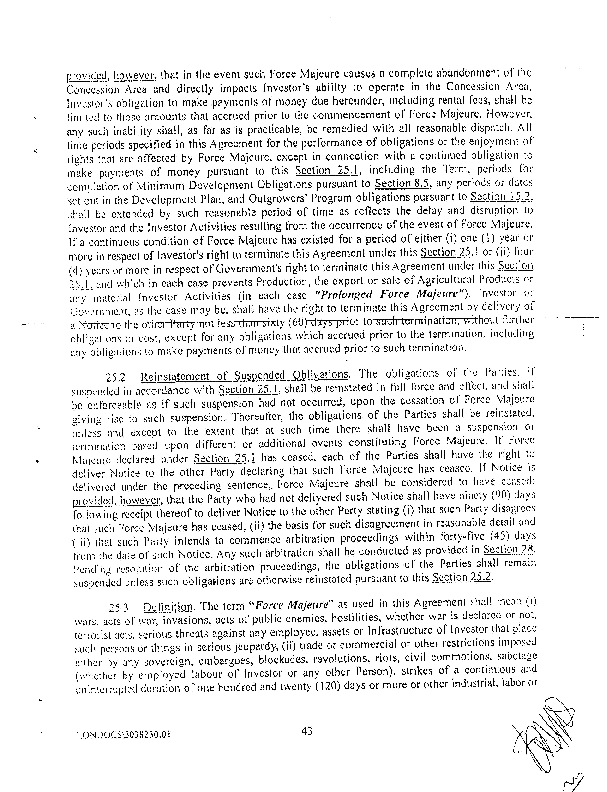 provided, however, that in the event such Force Majeure causes a complete abandonment of the
Concession Area and directly impacts Investor's ability to operate in the Concession Area,
Investor's obligation to make payments of money due hereunder, including rental fees, shall be
limited to those amounts that accrued prior to the commencement of Force Majeure. However,
any such inability shall, as far as is practicable, be remedied with all reasonable dispatch. All
time periods specified in this Agreement for the performance of obligations or the enjoyment of
rights that are affected by Force Majeure, except in connection with a continued obligation to
make payments of money pursuant to this Section 25.1, including the Term, periods for
completion of Minimum Development Obligations pursuant to Section 8.5, any periods or dates
set out in the Development Plan, and Outgrowers' Program obligations pursuant to Section 15.2,
shall be extended by such reasonable period of time as reflects the delay and disruption to
Investor and the Investor Activities resulting from the occurrence of the event of Force Majeure.
If a continuous condition of Force Majeure has existed for a period of either (i) one (1) year or
more in respect of Investor's right to terminate this Agreement under this Section 25.1 or (ii) four
(4) years or more in respect of Government's right to terminate this Agreement under this Section
25.1, and which in each case prevents Production, the export or sale of Agricultural Products or
any material Investor Activities (in each case "Prolonged Force Majeure"), Investor or
Government, as the case may be, shall have the right to terminate this Agreement by delivery of
a Notice to the other Party not less than sixty (60) days prior to such termination, without further
obligations or cost, except for any obligations which accrued prior to the termination, including
any obligations to make payments of money that accrued prior to such termination.
25.2 Reinstatement of Suspended Obligations. The obligations of the Parties, if
suspended in accordance with Section 25.1, shall be reinstated in full force and effect, and shall
be enforceable as if such suspension had not occurred, upon the cessation of Force Majeure
giving rise to such suspension. Thereafter, the obligations of the Parties shall be reinstated,
unless and except to the extent that at such time there shall have been a suspension or
termination based upon different or additional events constituting Force Majeure. If Force
Majeure declared under Section 25.1 has ceased, each of the Parties shall have the right to
deliver Notice to the other Party declaring that such Force Majeure has ceased. If Notice is
delivered under the preceding sentence, Force Majeure shall be considered to have ceased;
provided, however, that the Party who had not delivered such Notice shall have ninety (90) days
following receipt thereof to deliver Notice to the other Party stating (i) that such Party disagrees
that such Force Majeure has ceased, (ii) the basis for such disagreement in reasonable detail and
(iii) that such Party intends to commence arbitration proceedings within forty-five (45) days
from the date of such Notice. Any such arbitration shall be conducted as provided in Section 28.
Pending resolution of the arbitration proceedings, the obligations of the Parties shall remain
suspended unless such obligations are otherwise reinstated pursuant to this Section 25.2.
25.3 Definition. The term "Force Majeure" as used in this Agreement shall mean (i)
wars, acts of war, invasions, acts of public enemies, hostilities, whether war is declared or not,
terrorist acts, serious threats against any employee, assets or Infrastructure of Investor that place
such persons or things in serious jeopardy, (ii) trade or commercial or other restrictions imposed
either by any sovereign, embargoes, blockades, revolutions, riots, civil commotions, sabotage
(whether by employed labour of Investor or any other Person), strikes of a continuous and
uninterrupted duration of one hundred and twenty (120) days or more or other industrial, labor or
43